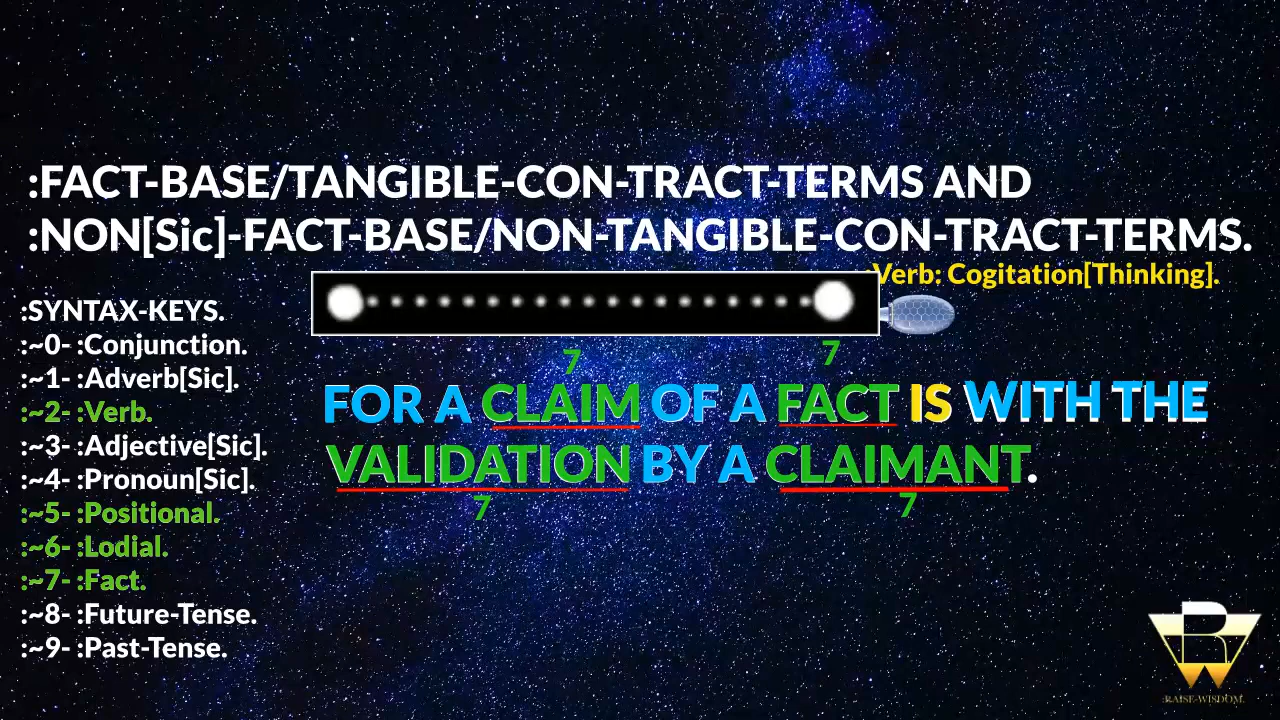 :FACT-BASE/TANGIBLE-CON-TRACT-TERMS AND
:NON[Sic]-FACT-BASE/NON-TANGIBLE-CON-TRACT-TERMS.
:Verb: Cogitation[Thinking].
:SYNTAX-KEYS.
:~0- :Conjunction.
:~1- :Adverb[Sic].
:~2- :Verb.
:~3- :Adjective[Sic].
:~4- :Pronoun[Sic].
:~5- :Positional.
:~6- :Lodial.
:~7- :Fact.
:~8- :Future-Tense.
:~9- :Past-Tense.
7 7
FOR A CLAIM OF A FACT IS WITH THE
VALIDATION BY A CLAIMANT.
7 7
:RAISE-WISDOM.